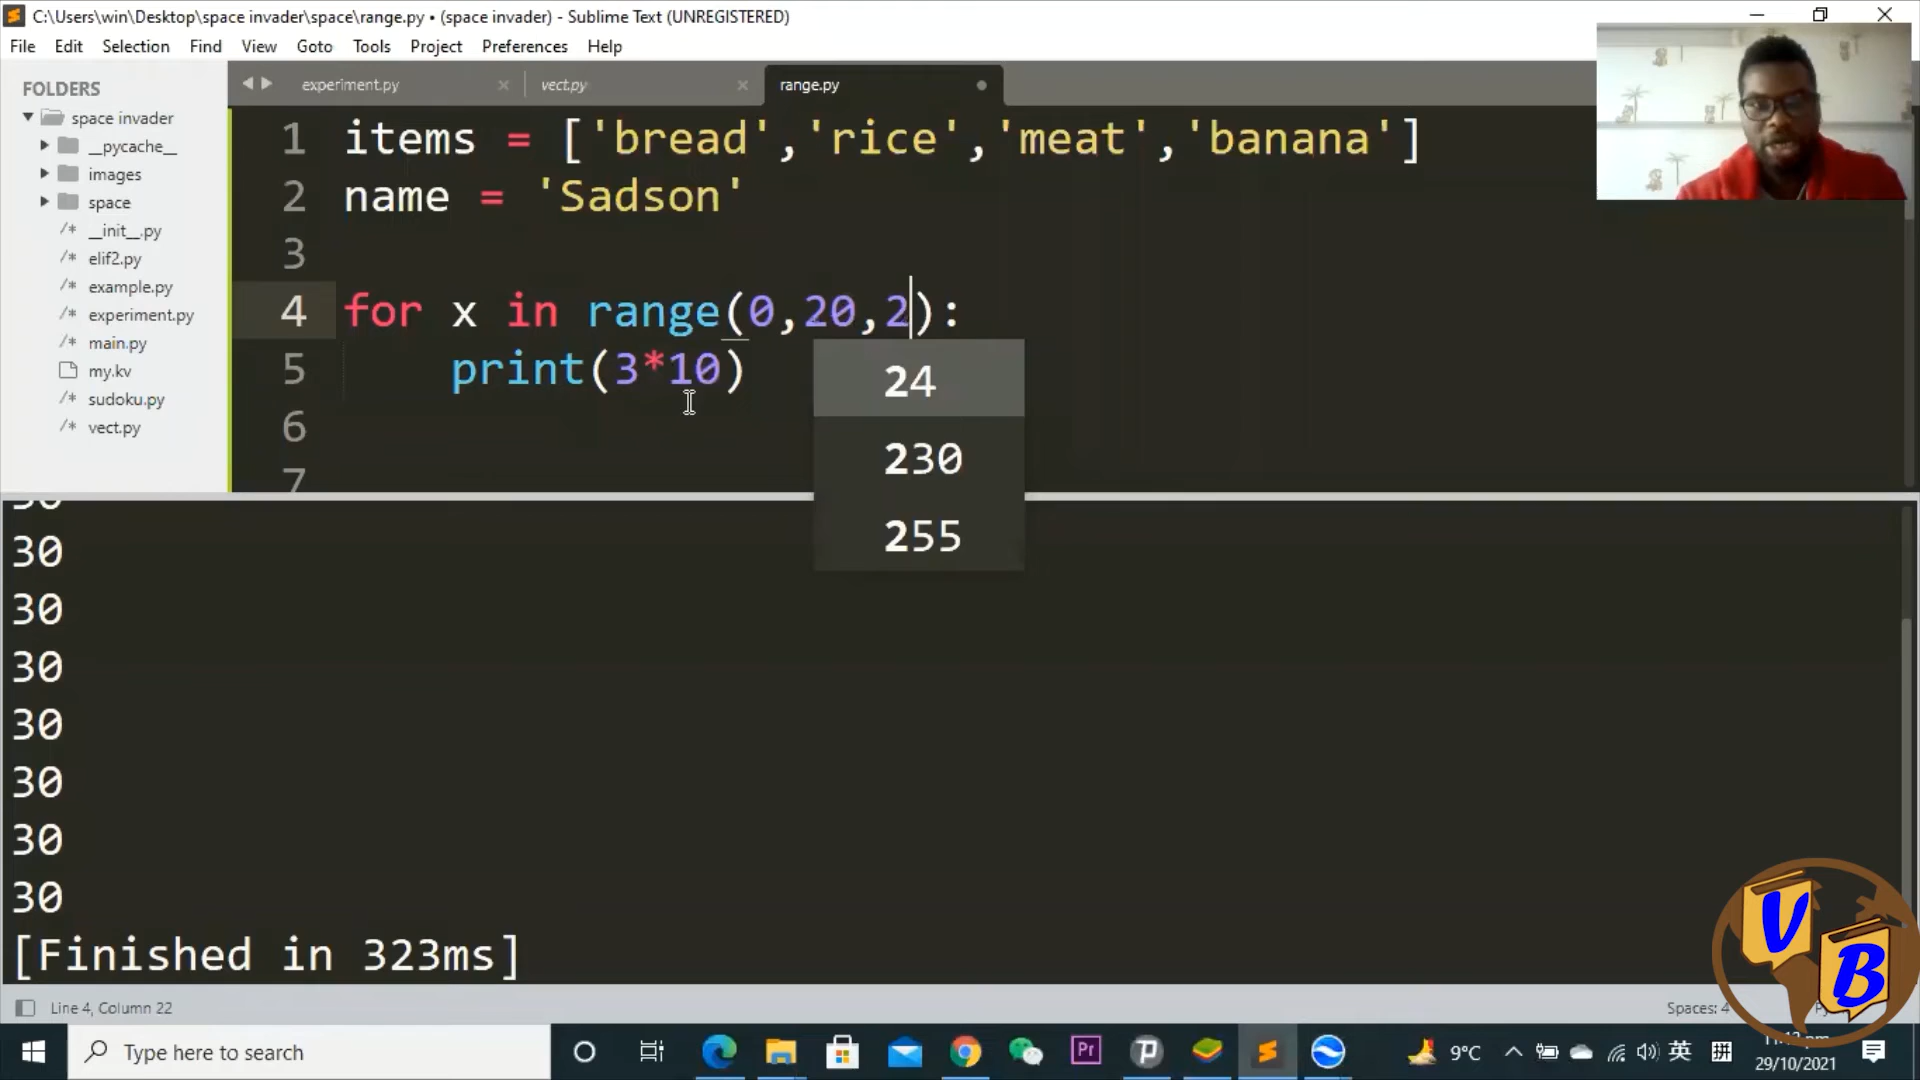 C:\Users\win\Desktop\space invader\space\range.py • (space invader) - Sublime Text (UNREGISTERED)
File Edit Selection Find View Goto Tools Project Preferences Help
FOLDERS
space invader
__pycache__
images
space
__init__.py
elif2.py
example.py
experiment.py
main.py
my.kv
sudoku.py
vect.py
experiment.py vect.py range.py
1 items = ['bread','rice','meat','banana']
2 name = 'Sadson'
3
4 for x in range(0,20,2):
5 print(3*10)
6
7
24
230
255
30
30
30
30
30
30
30
30
[Finished in 323ms]
Line 4, Column 22
Spaces: 4
V
B
Type here to search
Pr
9°C
英
拼
29/10/2021